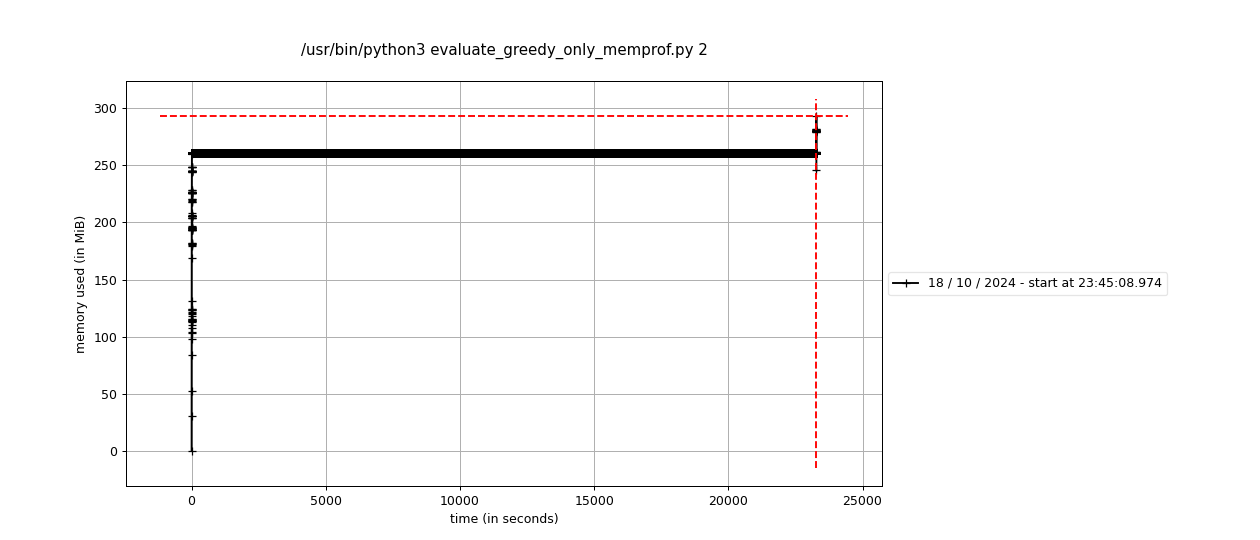 /usr/bin/python3 evaluate_greedy_only_memprof.py 2
300
250
200
150
100
50
0
memory used (in MiB)
0 5000 10000 15000 20000 25000
time (in seconds)
18 / 10 / 2024 - start at 23:45:08.974